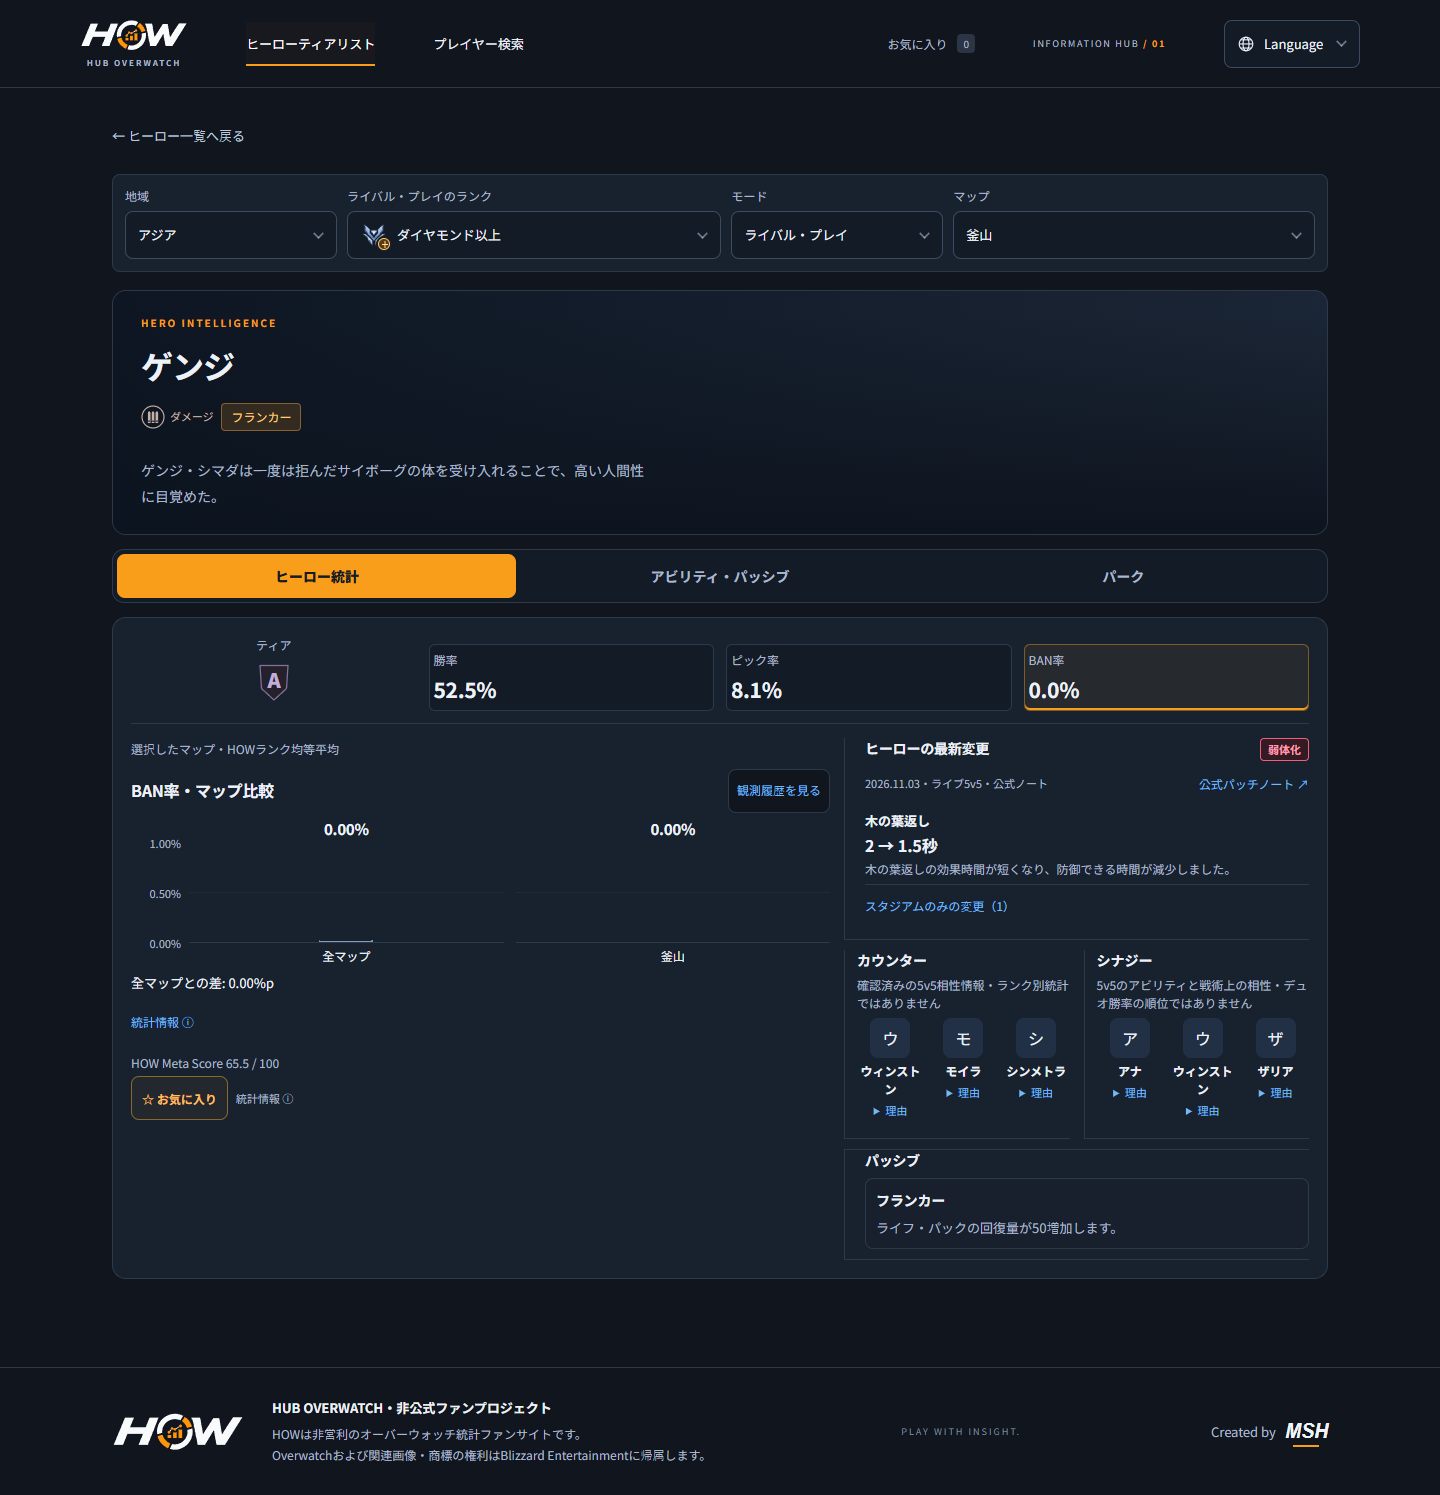 HOW
HUB OVERWATCH
ヒーローティアリスト
プレイヤー検索
お気に入り 0
INFORMATION HUB / 01
Language
← ヒーロー一覧へ戻る
地域
ライバル・プレイのランク
モード
マップ
アジア
ダイヤモンド以上
ライバル・プレイ
釜山
HERO INTELLIGENCE
ゲンジ
ダメージ
フランカー
ゲンジ・シマダは一度は拒んだサイボーグの体を受け入れることで、高い人間性
に目覚めた。
ヒーロー統計
アビリティ・パッシブ
パーク
ティア
A
勝率
52.5%
ピック率
8.1%
BAN率
0.0%
選択したマップ・HOWランク均等平均
BAN率・マップ比較
観測履歴を見る
0.00%
0.00%
1.00%
0.50%
0.00%
全マップ
釜山
全マップとの差: 0.00%p
統計情報 ⓘ
HOW Meta Score 65.5 / 100
☆ お気に入り
統計情報 ⓘ
ヒーローの最新変更
弱体化
2026.11.03・ライブ5v5・公式ノート
公式パッチノート ↗
木の葉返し
2 → 1.5秒
木の葉返しの効果時間が短くなり、防御できる時間が減少しました。
スタジアムのみの変更（1）
カウンター
確認済みの5v5相性情報・ランク別統計
ではありません
ウ
モ
シ
ウィンスト
ン
モイラ
シンメトラ
▶ 理由
▶ 理由
▶ 理由
シナジー
5v5のアビリティと戦術上の相性・デュ
オ勝率の順位ではありません
ア
ウ
ザ
アナ
ウィンスト
ン
ザリア
▶ 理由
▶ 理由
▶ 理由
パッシブ
フランカー
ライフ・パックの回復量が50増加します。
HOW
HUB OVERWATCH・非公式ファンプロジェクト
HOWは非営利のオーバーウォッチ統計ファンサイトです。
Overwatchおよび関連画像・商標の権利はBlizzard Entertainmentに帰属します。
PLAY WITH INSIGHT.
Created by MSH